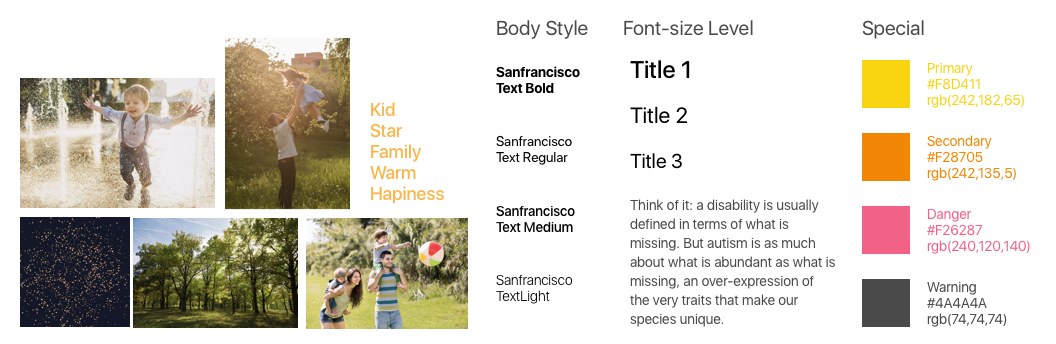 Kid
Star
Family
Warm
Hapiness
Body Style
Sanfrancisco
Text Bold
Sanfrancisco
Text Regular
Sanfrancisco
Text Medium
Sanfrancisco
TextLight
Font-size Level
Title 1
Title 2
Title 3
Think of it: a disability is usually
defined in terms of what is
missing. But autism is as much
about what is abundant as what is
missing, an over-expression of
the very traits that make our
species unique.
Special
Primary
#F8D411
rgb(242,182,65)
Secondary
#F28705
rgb(242,135,5)
Danger
#F26287
rgb(240,120,140)
Warning
#4A4A4A
rgb(74,74,74)